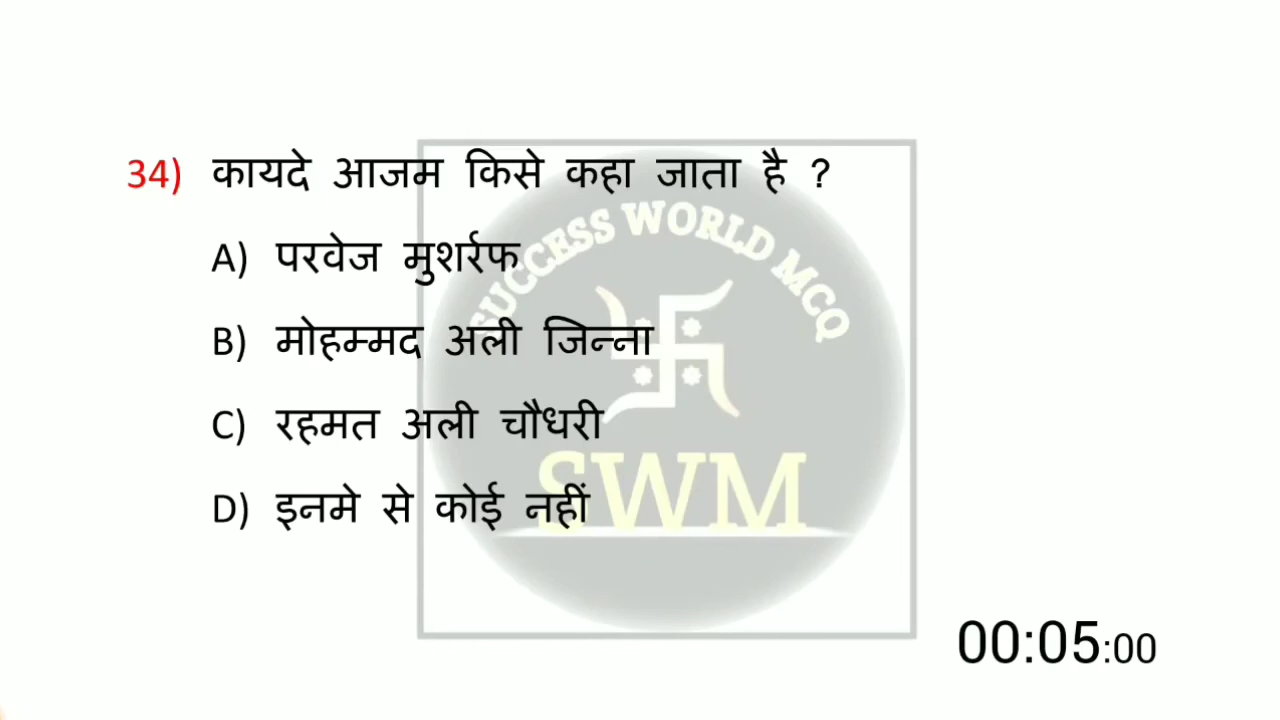 34) कायदे आजम किसे कहा जाता है ?
A) परवेज मुशर्रफ
B) मोहम्मद अली जिन्ना
C) रहमत अली चौधरी
D) इनमे से कोई नहीं
SUCCESS WORLD MCQ
SWM
00:05:00